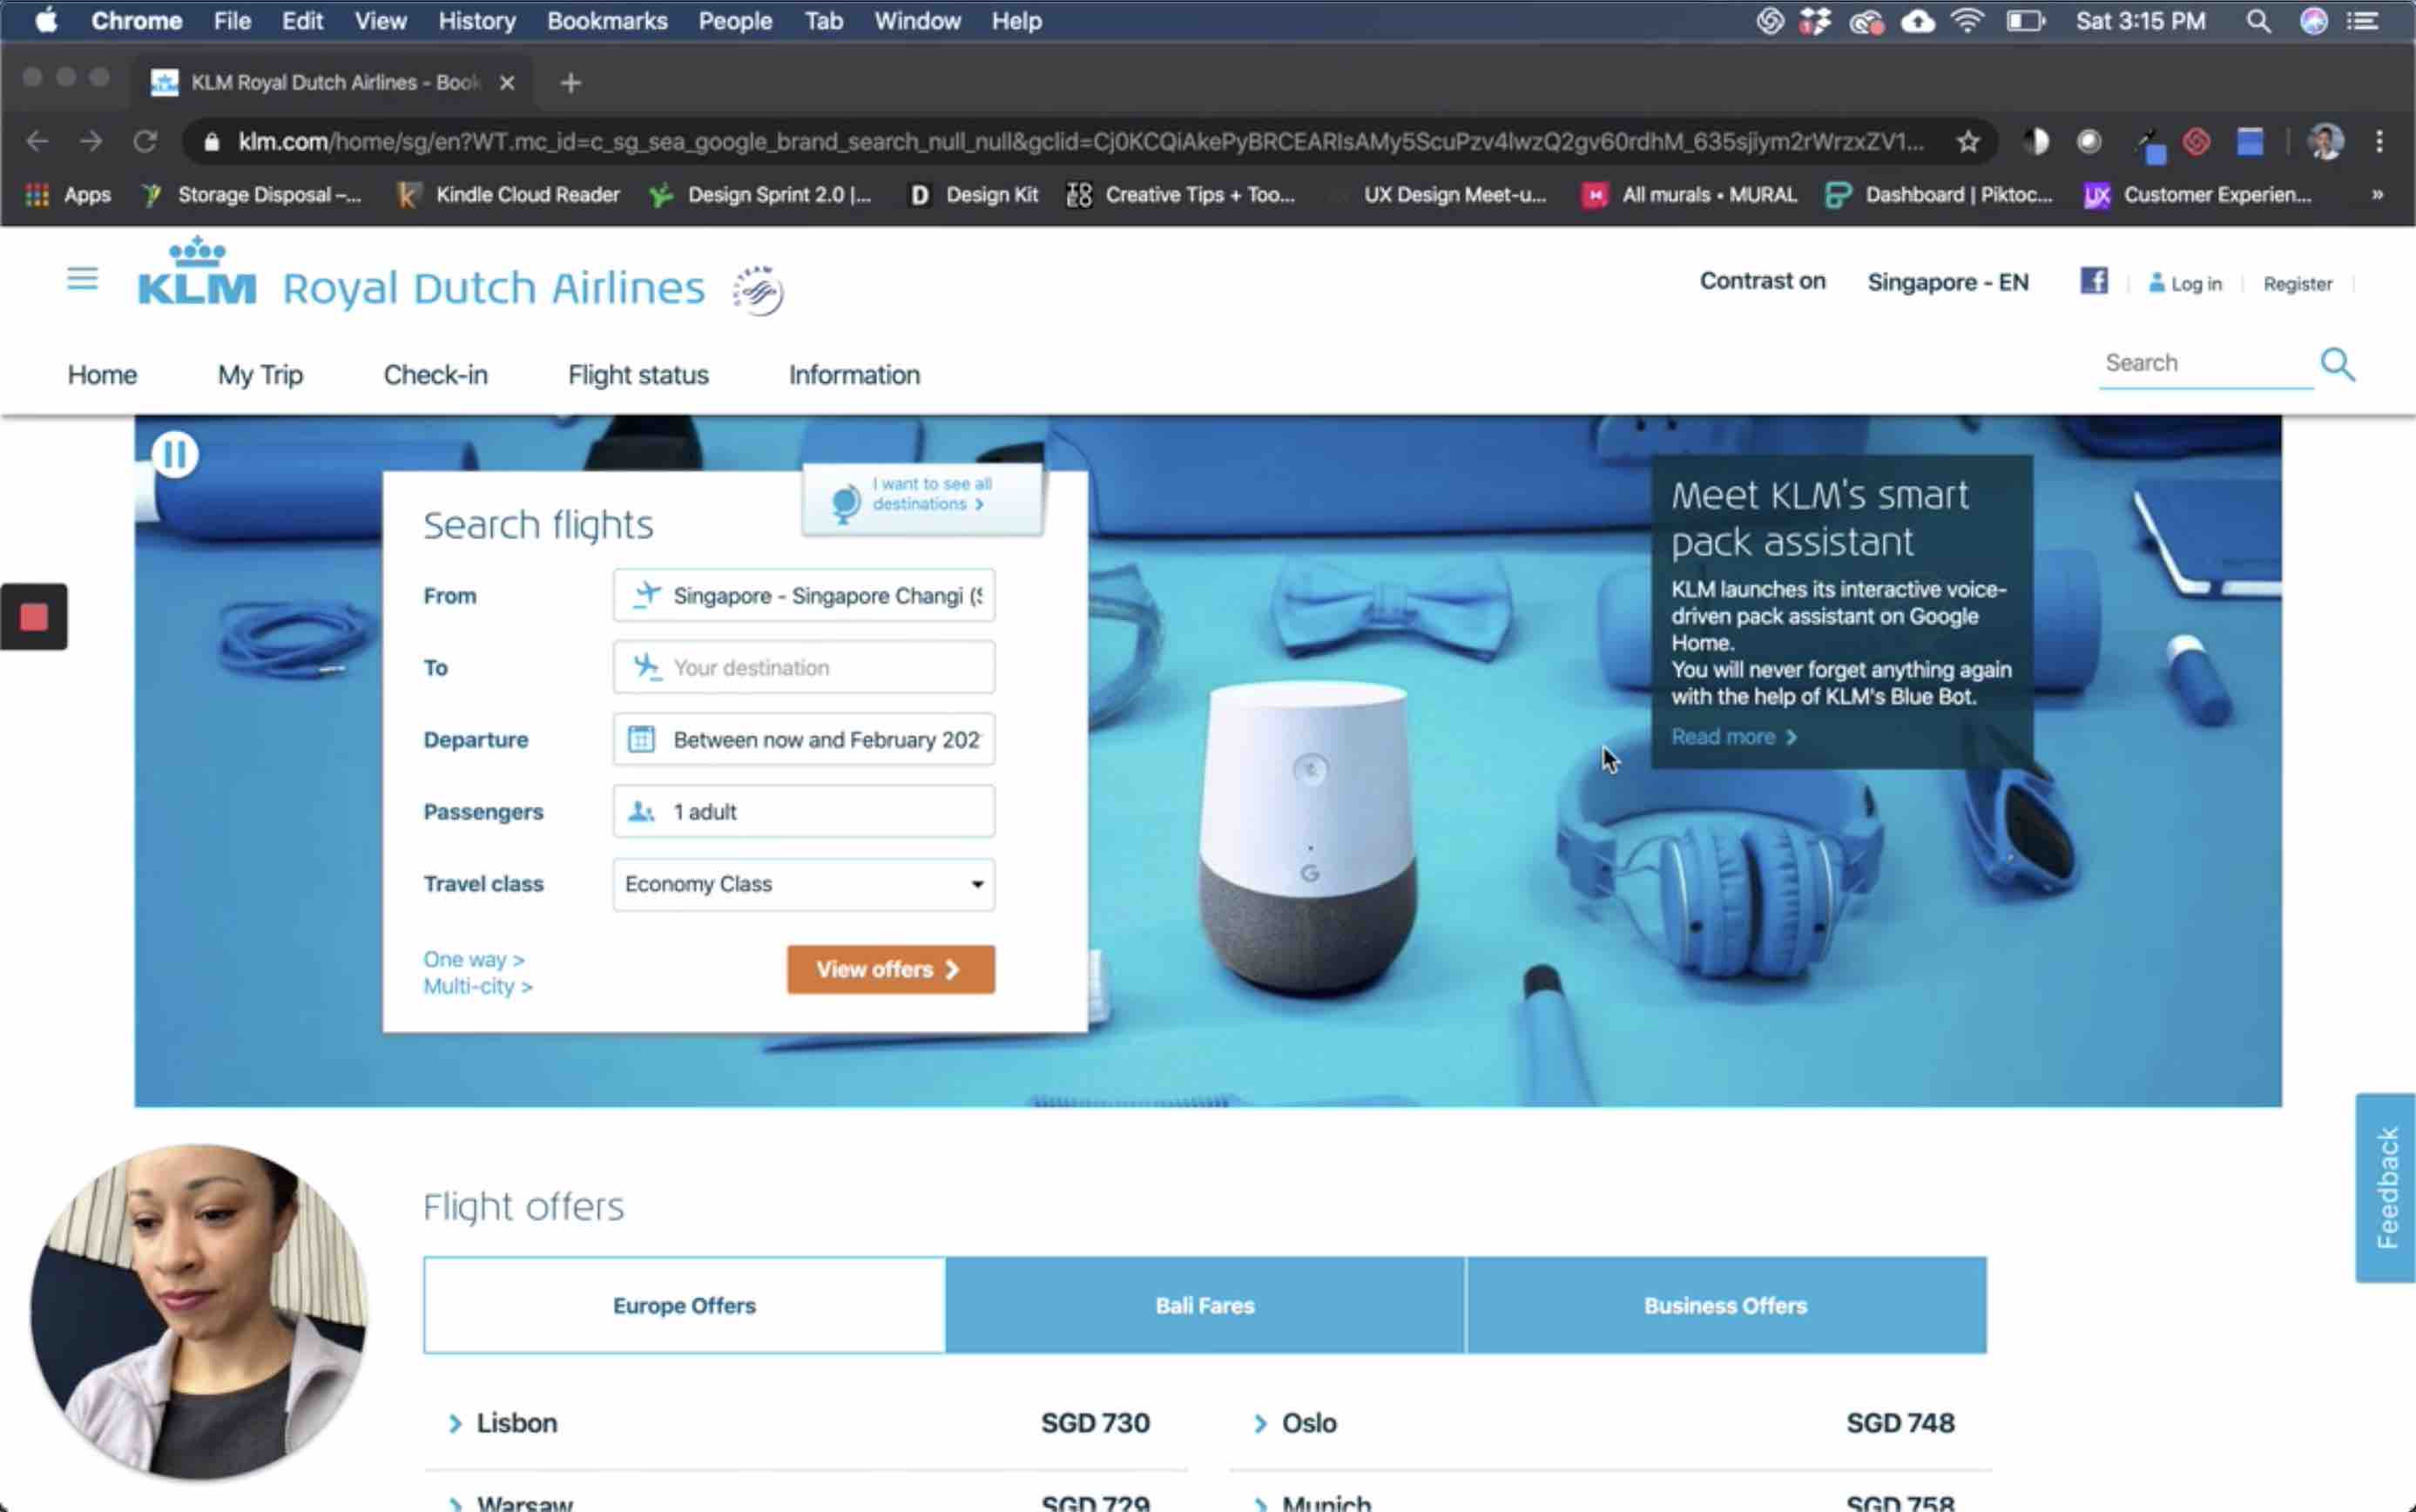 Chrome File Edit View History Bookmarks People Tab Window Help
Sat 3:15 PM
KLM Royal Dutch Airlines - Book
klm.com/home/sg/en?WT.mc_id=c_sg_sea_google_brand_search_null_null&gclid=Cj0KCQiAkePyBRCEARIsAMy5ScuPzv4lwzQ2gv60rdhM_635sjiym2rWrzxZV1...
Apps Storage Disposal –... Kindle Cloud Reader Design Sprint 2.0 |... D Design Kit Creative Tips + Too... UX Design Meet-u... All murals • MURAL Dashboard | Piktoc... UX Customer Experien... »
KLM Royal Dutch Airlines
Contrast on Singapore - EN f Log in Register
Home My Trip Check-in Flight status Information
Search
I want to see all
destinations >
Search flights
From Singapore - Singapore Changi (S
To Your destination
Departure Between now and February 202
Passengers 1 adult
Travel class Economy Class
One way >
Multi-city >
View offers >
Meet KLM's smart
pack assistant
KLM launches its interactive voice-
driven pack assistant on Google
Home.
You will never forget anything again
with the help of KLM's Blue Bot.
Read more >
G
Feedback
Flight offers
Europe Offers Bali Fares Business Offers
> Lisbon SGD 730 > Oslo SGD 748
> Warsaw SGD 729 > Munich SGD 758